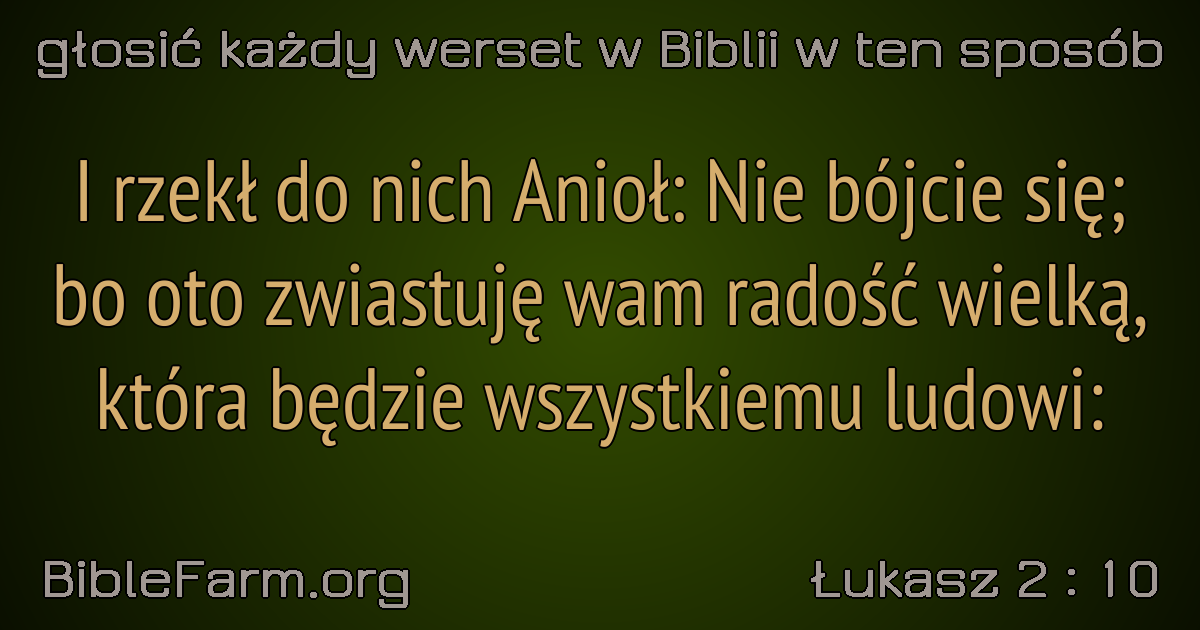 głosić każdy werset w Biblii w ten sposób
I rzekł do nich Anioł: Nie bójcie się;
bo oto zwiastuję wam radość wielką,
która będzie wszystkiemu ludowi:
BibleFarm.org
Łukasz 2 : 10